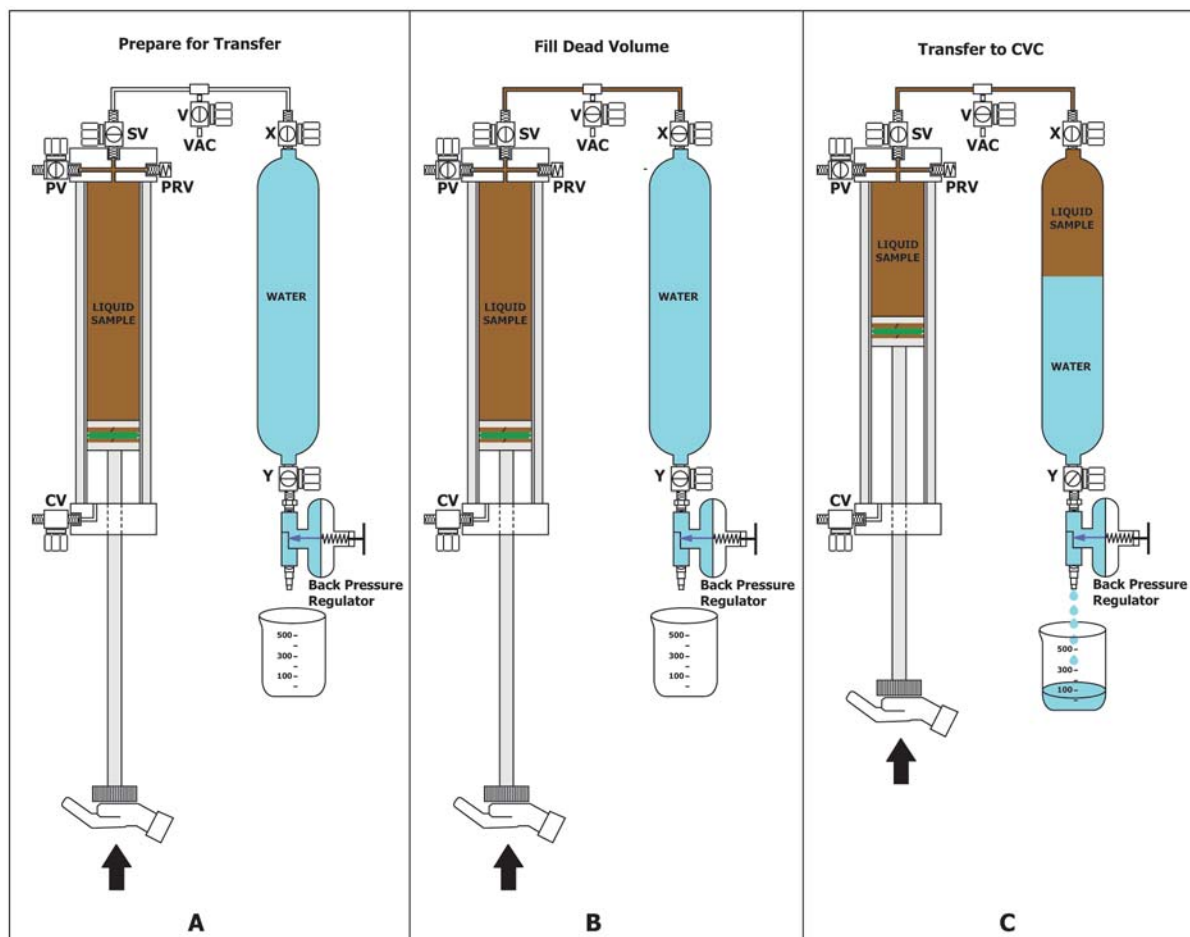 Prepare for Transfer
V
SV
VAC
X
PV
PRV
LIQUID
SAMPLE
WATER
Y
CV
Back Pressure
Regulator
500
300
100
A
Fill Dead Volume
V
SV
VAC
X
PV
PRV
LIQUID
SAMPLE
WATER
Y
CV
Back Pressure
Regulator
500
300
100
B
Transfer to CVC
V
SV
VAC
X
PV
PRV
LIQUID
SAMPLE
LIQUID
SAMPLE
WATER
Y
CV
Back Pressure
Regulator
500
300
100
C